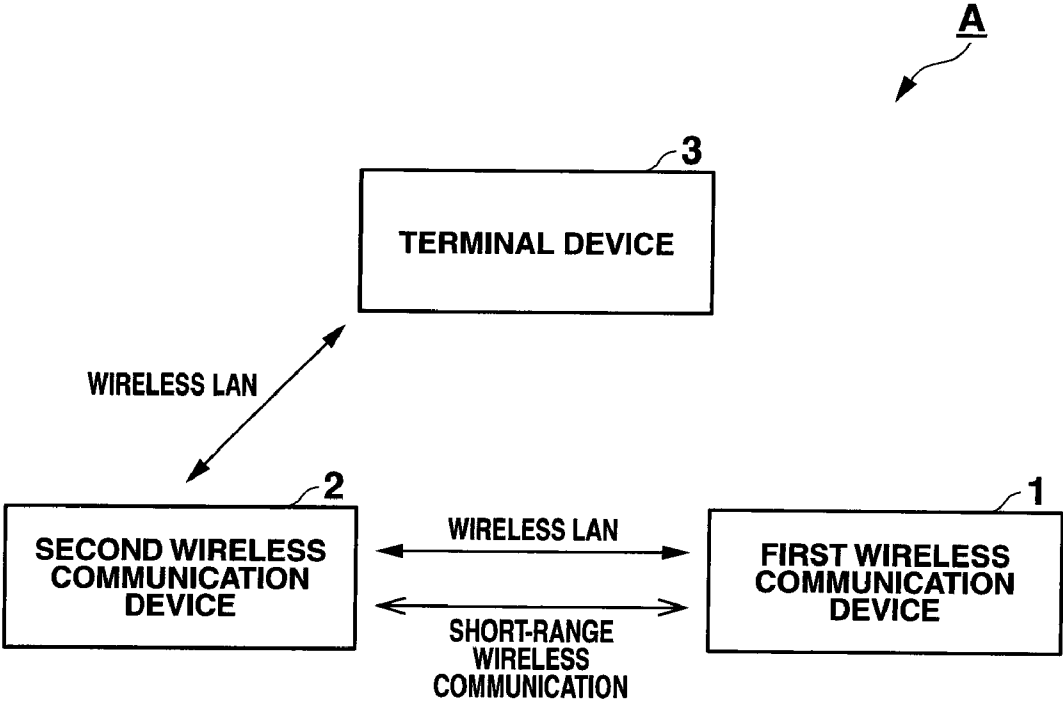 A
3
TERMINAL DEVICE
WIRELESS LAN
2
SECOND WIRELESS
COMMUNICATION
DEVICE
WIRELESS LAN
SHORT-RANGE
WIRELESS
COMMUNICATION
1
FIRST WIRELESS
COMMUNICATION
DEVICE